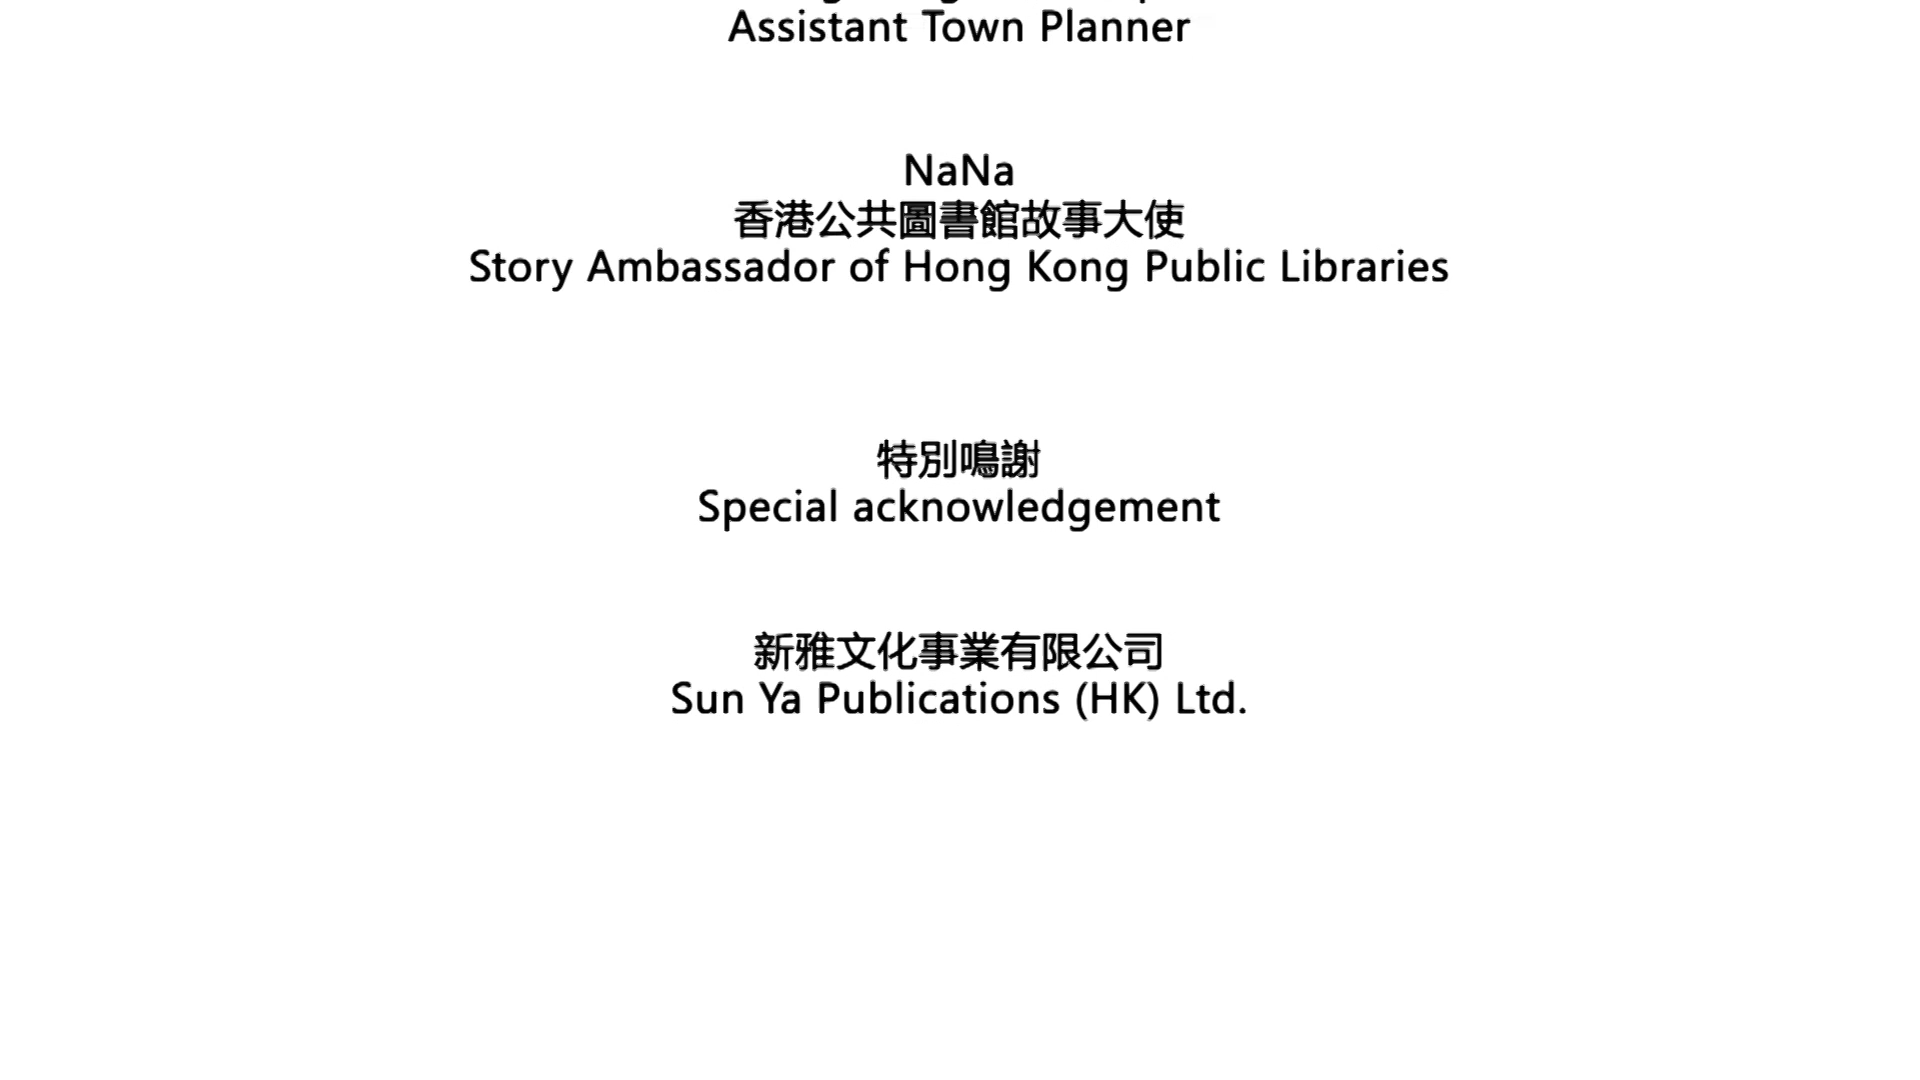 Assistant Town Planner
NaNa
香港公共圖書館故事大使
Story Ambassador of Hong Kong Public Libraries
特別鳴謝
Special acknowledgement
新雅文化事業有限公司
Sun Ya Publications (HK) Ltd.